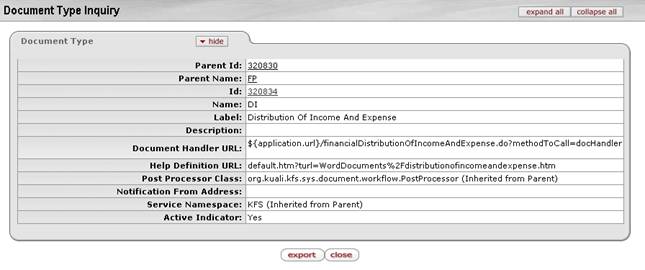 Document Type Inquiry
expand all collapse all
Document Type
hide
Parent Id: 320830
Parent Name: FP
Id: 320834
Name: DI
Label: Distribution Of Income And Expense
Description:
Document Handler URL: ${application.url}/financialDistributionOfIncomeAndExpense.do?methodToCall=docHandler
Help Definition URL: default.htm?turl=WordDocuments%2Fdistributionofincomeandexpense.htm
Post Processor Class: org.kuali.kfs.sys.document.workflow.PostProcessor (Inherited from Parent)
Notification From Address:
Service Namespace: KFS (Inherited from Parent)
Active Indicator: Yes
export close